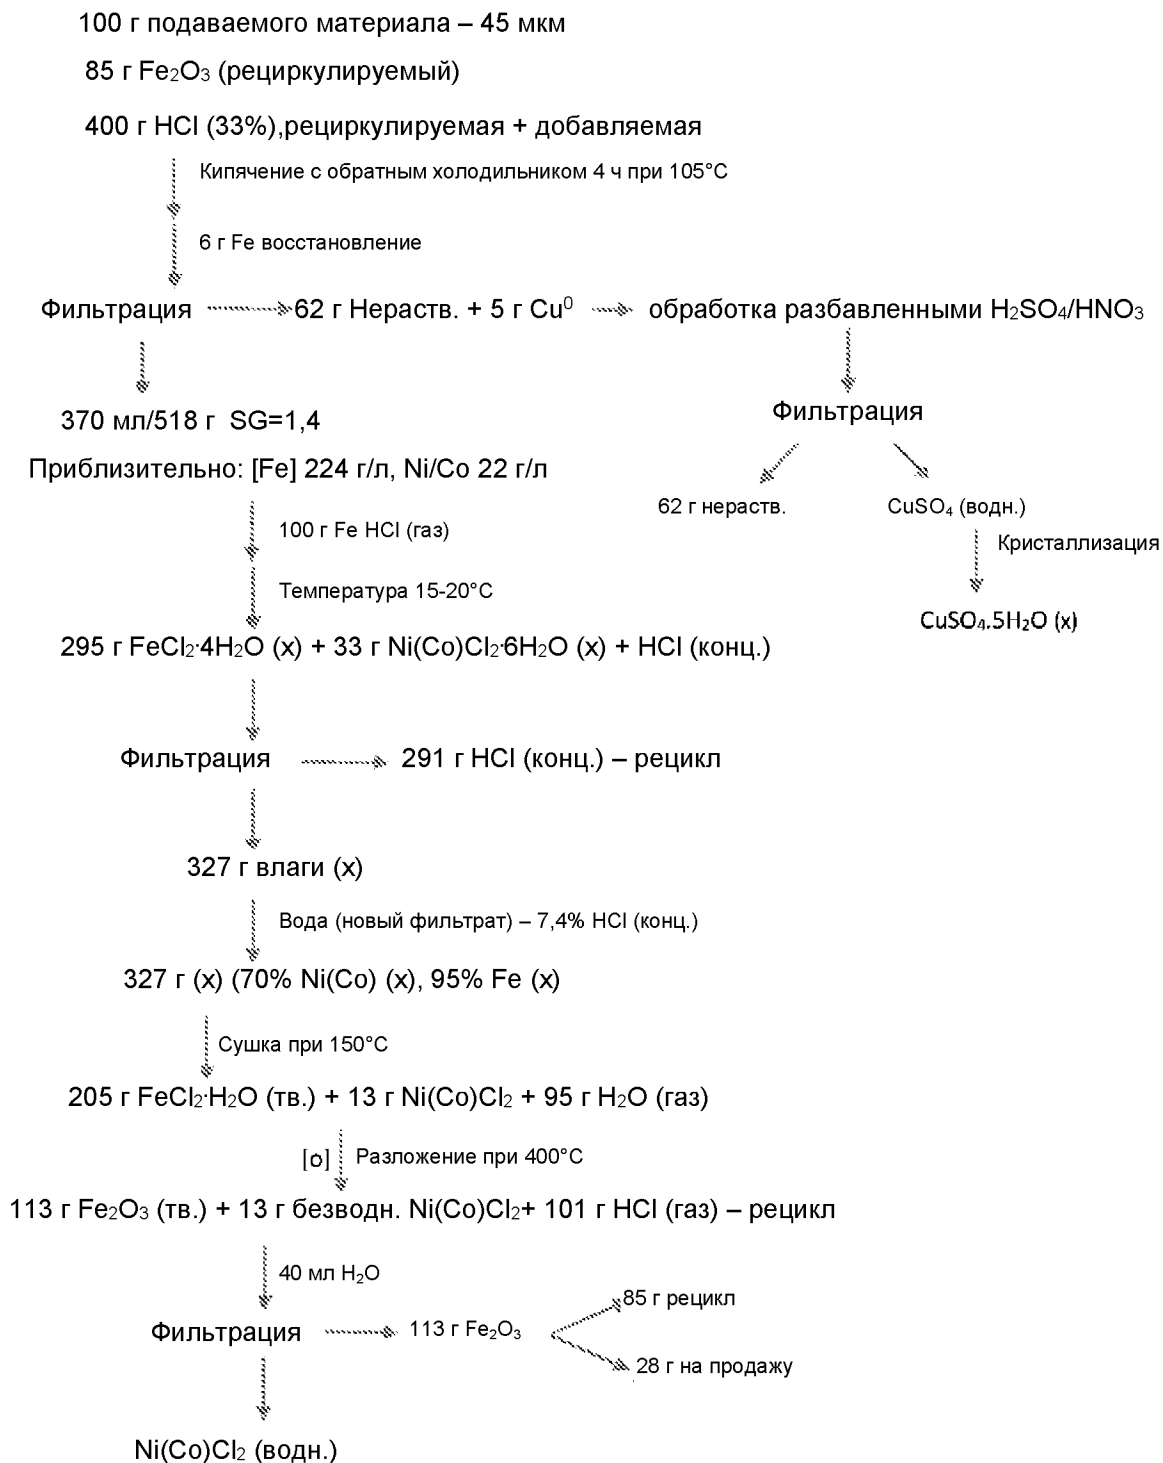 100 г подаваемого материала – 45 мкм
85 г Fe₂O₃ (рециркулируемый)
400 г HCl (33%),рециркулируемая + добавляемая
Кипячение с обратным холодильником 4 ч при 105°C
6 г Fe восстановление
Фильтрация 62 г Нераств. + 5 г Cu⁰ обработка разбавленными H₂SO₄/HNO₃
370 мл/518 г SG=1,4
Приблизительно: [Fe] 224 г/л, Ni/Co 22 г/л
Фильтрация
62 г нераств. CuSO₄ (водн.)
Кристаллизация
CuSO₄.5H₂O (х)
100 г Fe HCl (газ)
Температура 15-20°C
295 г FeCl₂·4H₂O (х) + 33 г Ni(Co)Cl₂·6H₂O (х) + HCl (конц.)
Фильтрация 291 г HCl (конц.) – рецикл
327 г влаги (х)
Вода (новый фильтрат) – 7,4% HCl (конц.)
327 г (х) (70% Ni(Co) (х), 95% Fe (х)
Сушка при 150°C
205 г FeCl₂·H₂O (тв.) + 13 г Ni(Co)Cl₂ + 95 г H₂O (газ)
[o] Разложение при 400°C
113 г Fe₂O₃ (тв.) + 13 г безводн. Ni(Co)Cl₂+ 101 г HCl (газ) – рецикл
40 мл H₂O
Фильтрация 113 г Fe₂O₃
85 г рецикл
28 г на продажу
Ni(Co)Cl₂ (водн.)